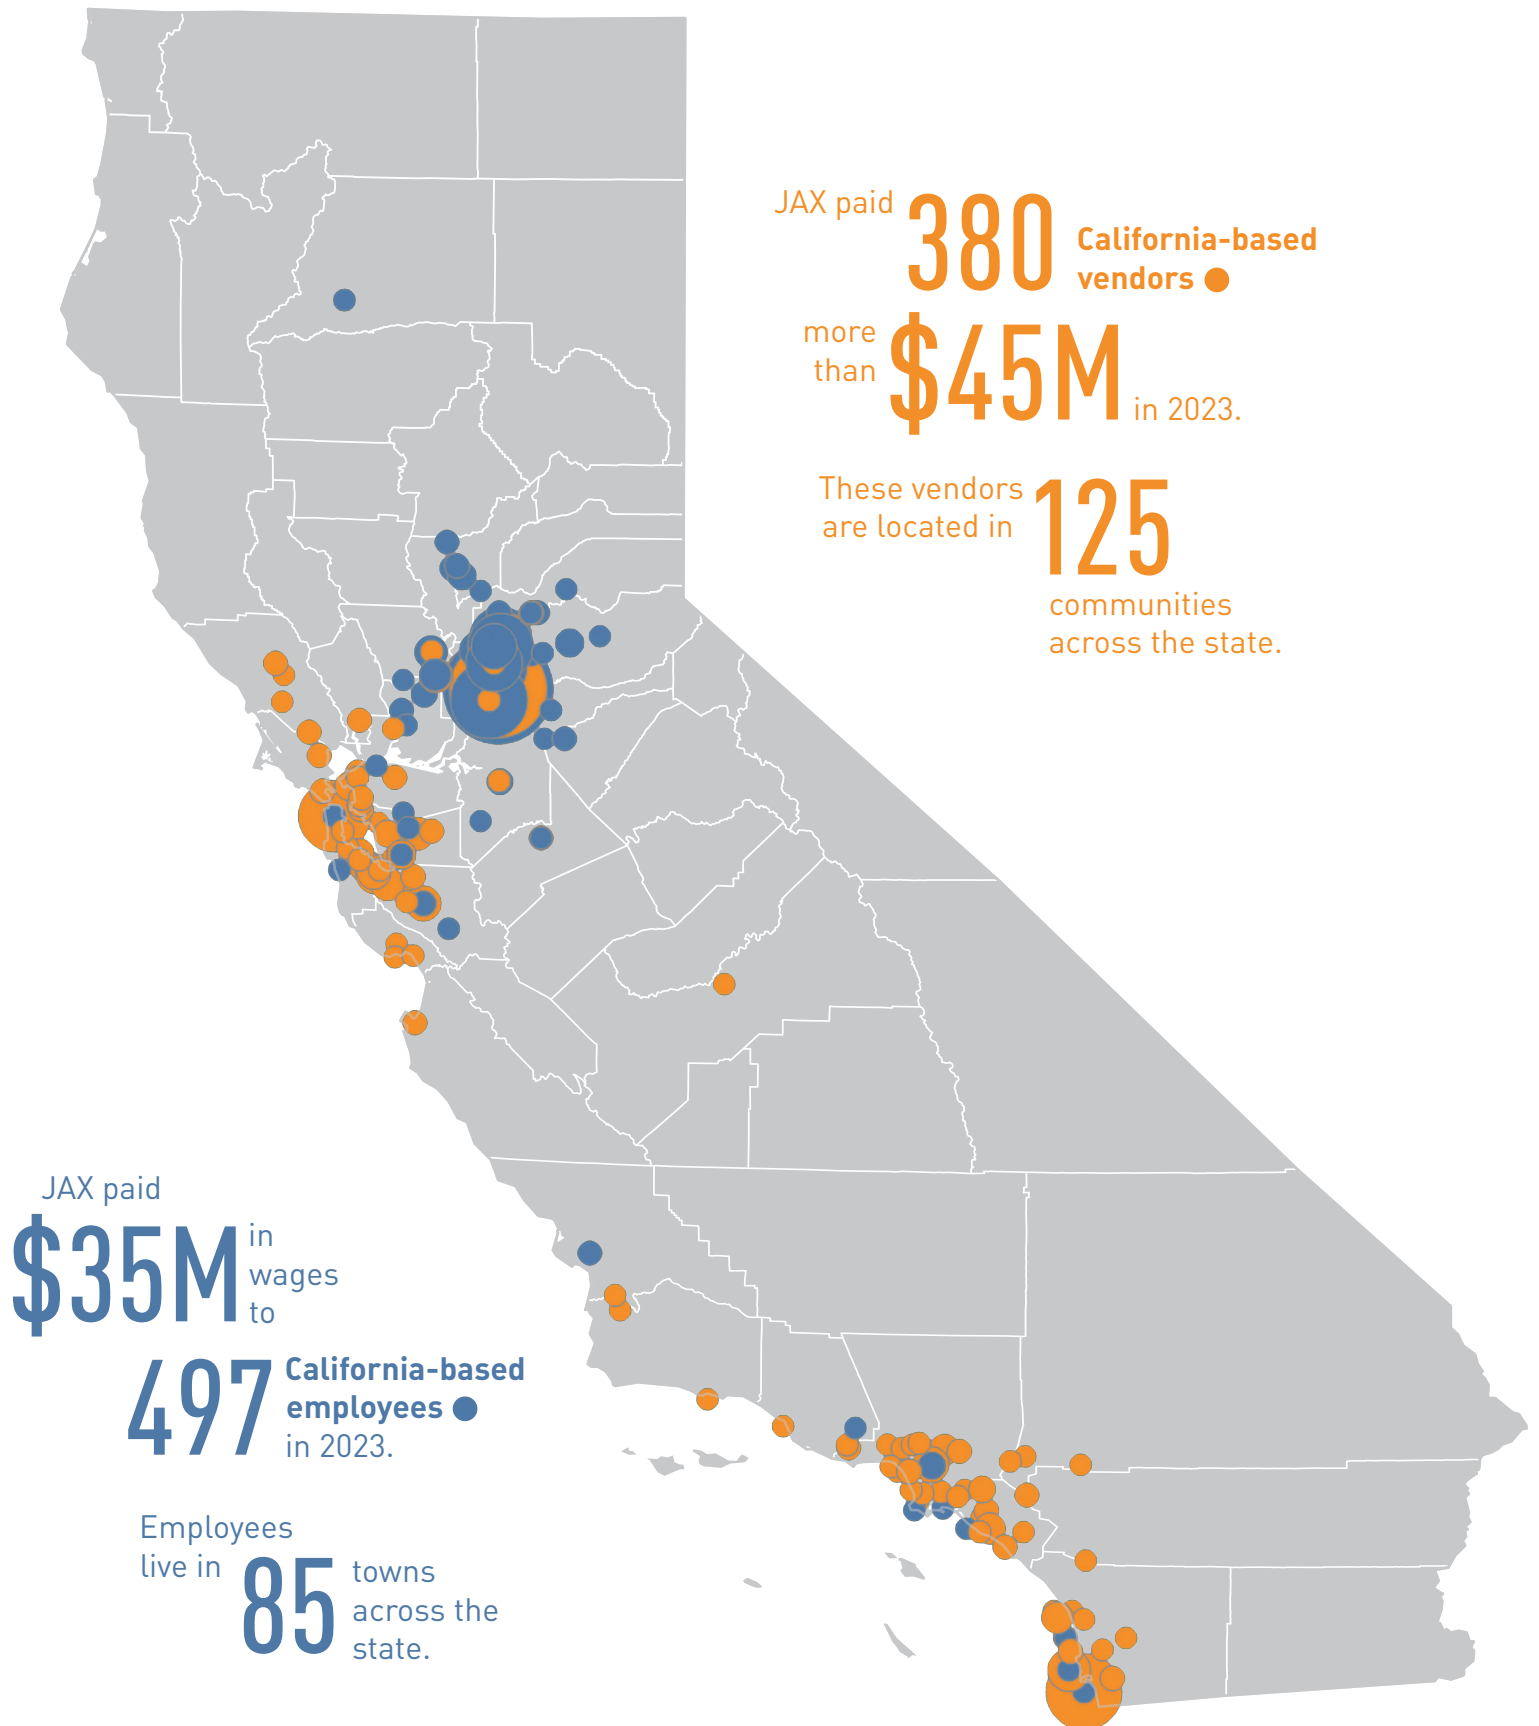 JAX paid 380 California-based
vendors
more
than $45M in 2023.
These vendors
are located in 125
communities
across the state.
JAX paid
$35M in
wages
to
497 California-based
employees
in 2023.
Employees
live in 85 towns
across the
state.